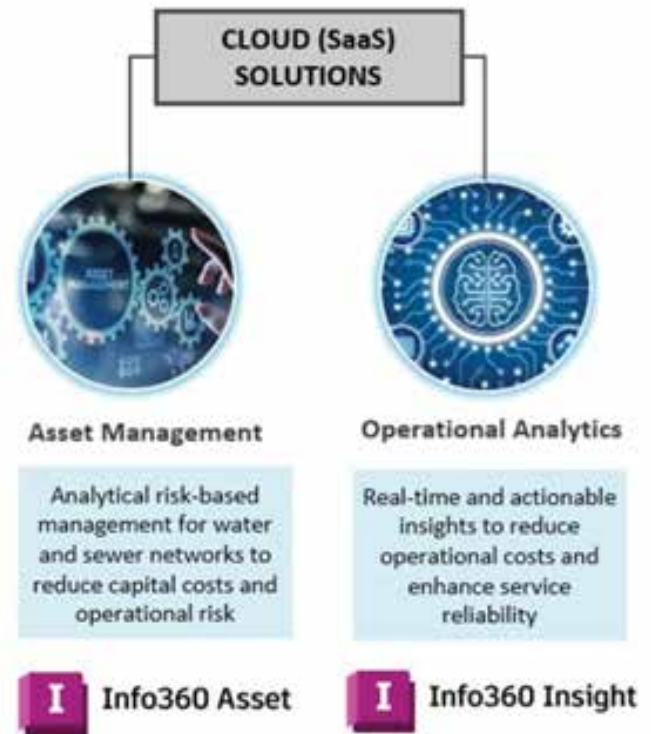 CLOUD (SaaS)
SOLUTIONS
ASSET
MANAGEMENT
Asset Management
Operational Analytics
Analytical risk-based
management for water
and sewer networks to
reduce capital costs and
operational risk
Real-time and actionable
insights to reduce
operational costs and
enhance service
reliability
I Info360 Asset
I Info360 Insight